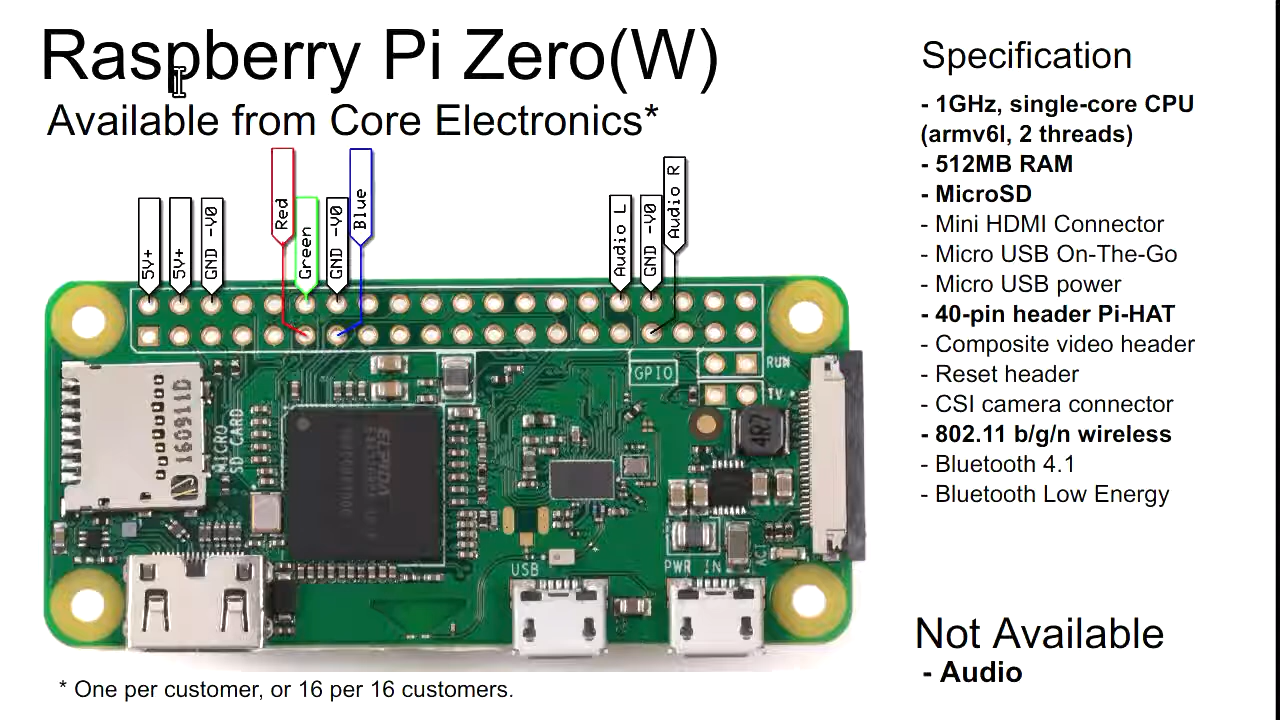 Raspberry Pi Zero(W)
Available from Core Electronics*
5V+
5V+
GND -V0
Red
Green
GND -V0
Blue
Audio L
GND -V0
Audio R
GPIO
RUN
TV
4R7
160911D
MICRO
SD CARD
ELPIDA
USB
PWR IN
ACT
* One per customer, or 16 per 16 customers.
Specification
- 1GHz, single-core CPU
(armv6l, 2 threads)
- 512MB RAM
- MicroSD
- Mini HDMI Connector
- Micro USB On-The-Go
- Micro USB power
- 40-pin header Pi-HAT
- Composite video header
- Reset header
- CSI camera connector
- 802.11 b/g/n wireless
- Bluetooth 4.1
- Bluetooth Low Energy
Not Available
- Audio